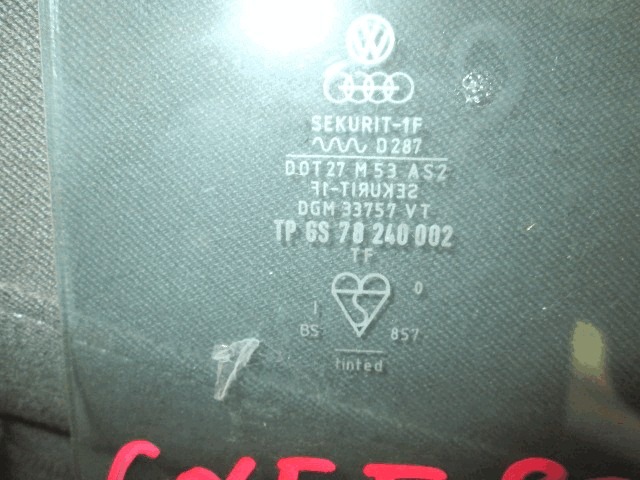 SEKURIT-1F
D287
DOT27 M53 AS2
SEKURIT-1F
DGM 33757 VT
TP GS 78 240 002
TF
I 0
BS 857
tinted